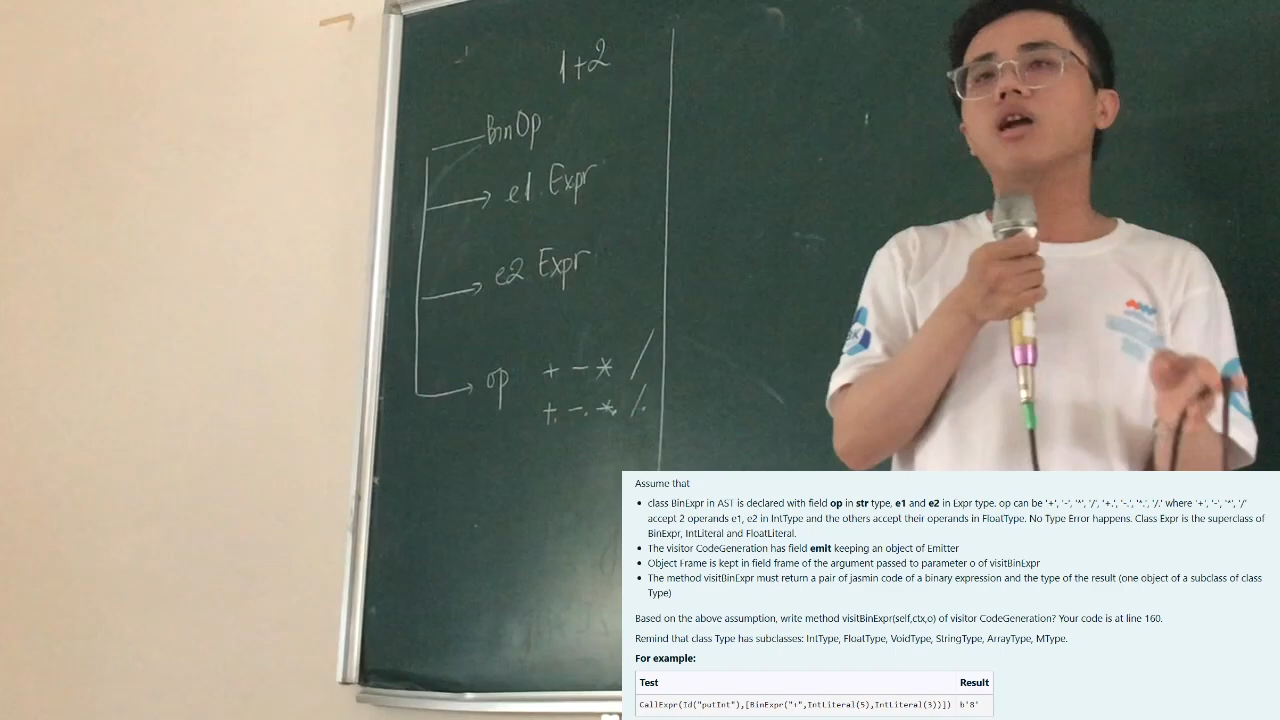 1+2
BinOp
e1 Expr
e2 Expr
op + - * /
+. -. *. /.
Assume that
• class BinExpr in AST is declared with field op in str type, e1 and e2 in Expr type. op can be '+', '-', '*', '/', '+.', '-.', '*.', '/.' where '+', '-', '*', '/'
accept 2 operands e1, e2 in IntType and the others accept their operands in FloatType. No Type Error happens. Class Expr is the superclass of
BinExpr, IntLiteral and FloatLiteral.
• The visitor CodeGeneration has field emit keeping an object of Emitter
• Object Frame is kept in field frame of the argument passed to parameter o of visitBinExpr
• The method visitBinExpr must return a pair of jasmin code of a binary expression and the type of the result (one object of a subclass of class
Type)
Based on the above assumption, write method visitBinExpr(self,ctx,o) of visitor CodeGeneration? Your code is at line 160.
Remind that class Type has subclasses: IntType, FloatType, VoidType, StringType, ArrayType, MType.
For example:
Test Result
CallExpr(Id("putInt"),[BinExpr("+",IntLiteral(5),IntLiteral(3))]) b'8'